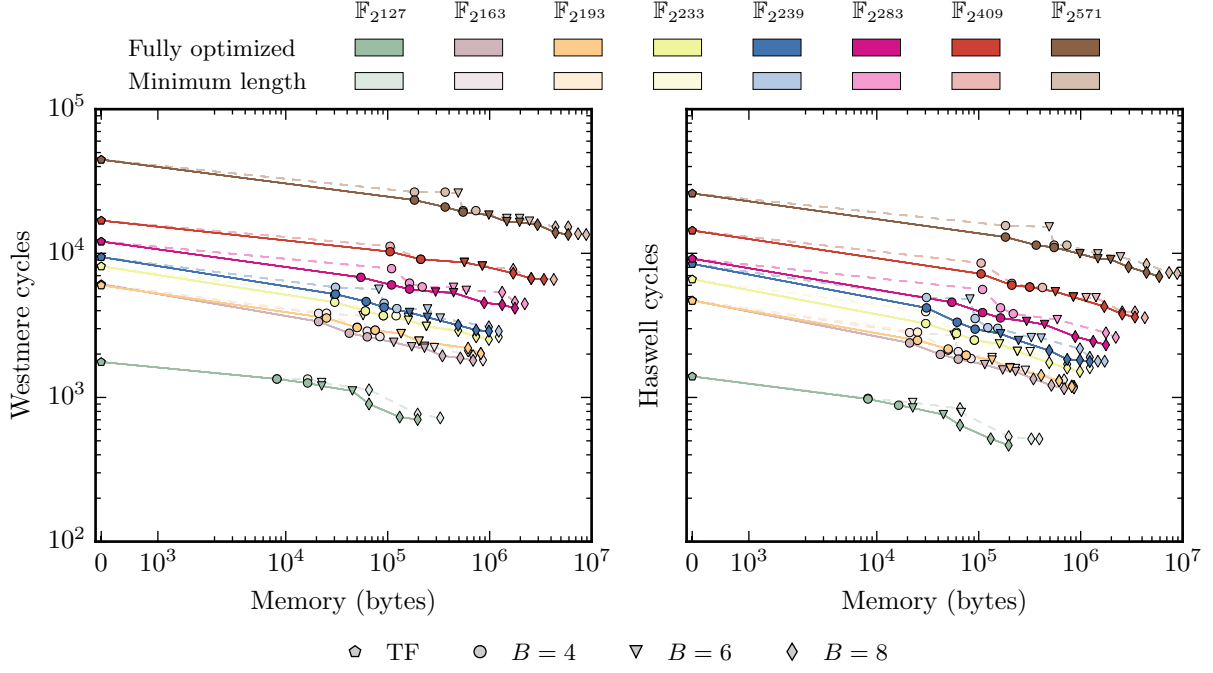 𝔽₂₁₂₇ 𝔽₂₁₆₃ 𝔽₂₁₉₃ 𝔽₂₂₃₃ 𝔽₂₂₃₉ 𝔽₂₂₈₃ 𝔽₂₄₀₉ 𝔽₂₅₇₁
Fully optimized
Minimum length
10⁵
10⁴
10³
10²
Westmere cycles
0 10³ 10⁴ 10⁵ 10⁶ 10⁷
Memory (bytes)
Haswell cycles
0 10³ 10⁴ 10⁵ 10⁶ 10⁷
Memory (bytes)
TF B = 4 B = 6 B = 8